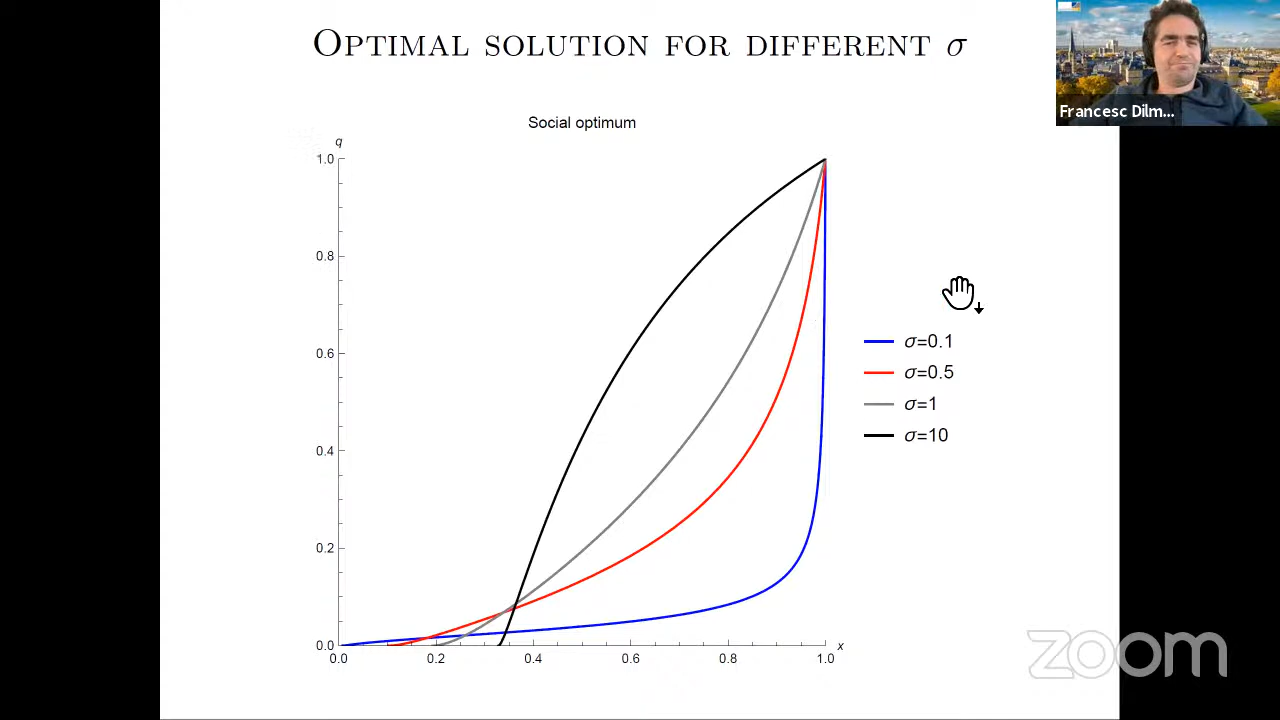 OPTIMAL SOLUTION FOR DIFFERENT σ
Francesc Dilm...
Social optimum
q
1.0
0.8
0.6
0.4
0.2
0.0
0.0 0.2 0.4 0.6 0.8 1.0
x
σ=0.1
σ=0.5
σ=1
σ=10
zoom